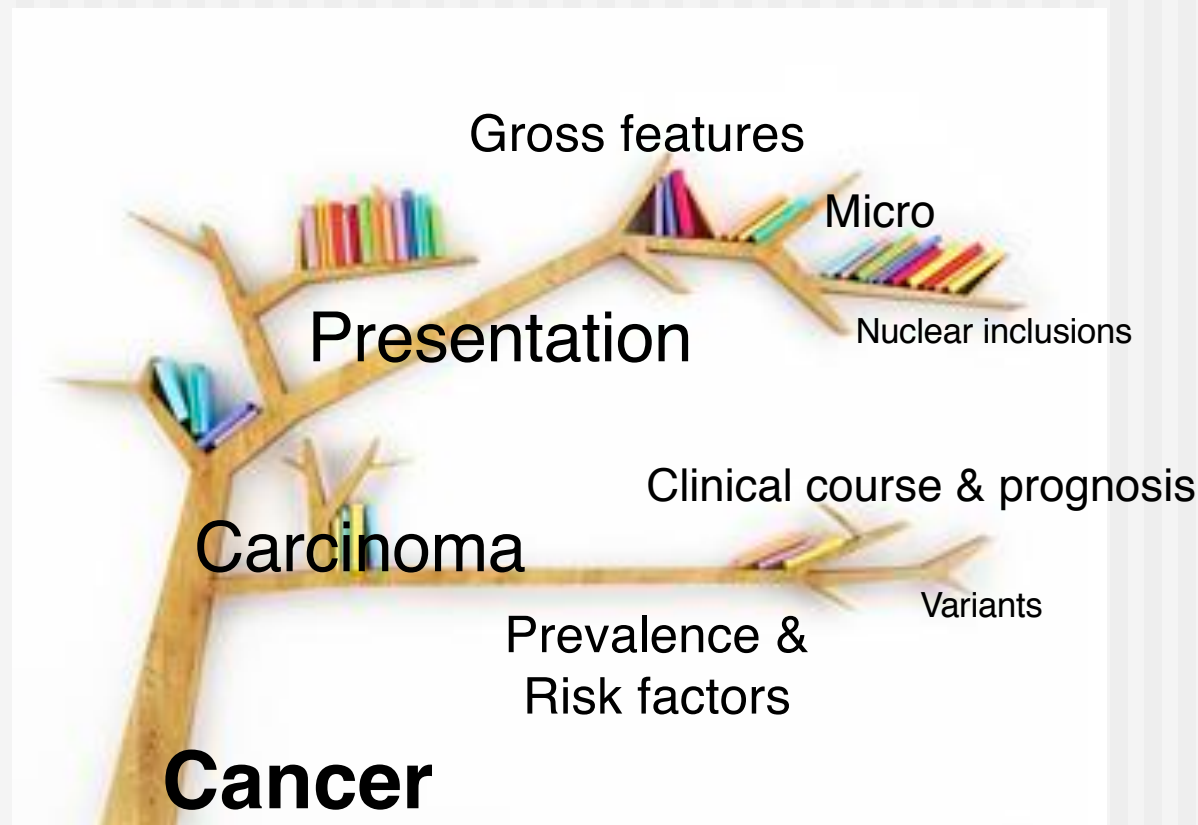 Gross features
Micro
Presentation
Nuclear inclusions
Clinical course & prognosis
Carcinoma
Variants
Prevalence &
Risk factors
Cancer